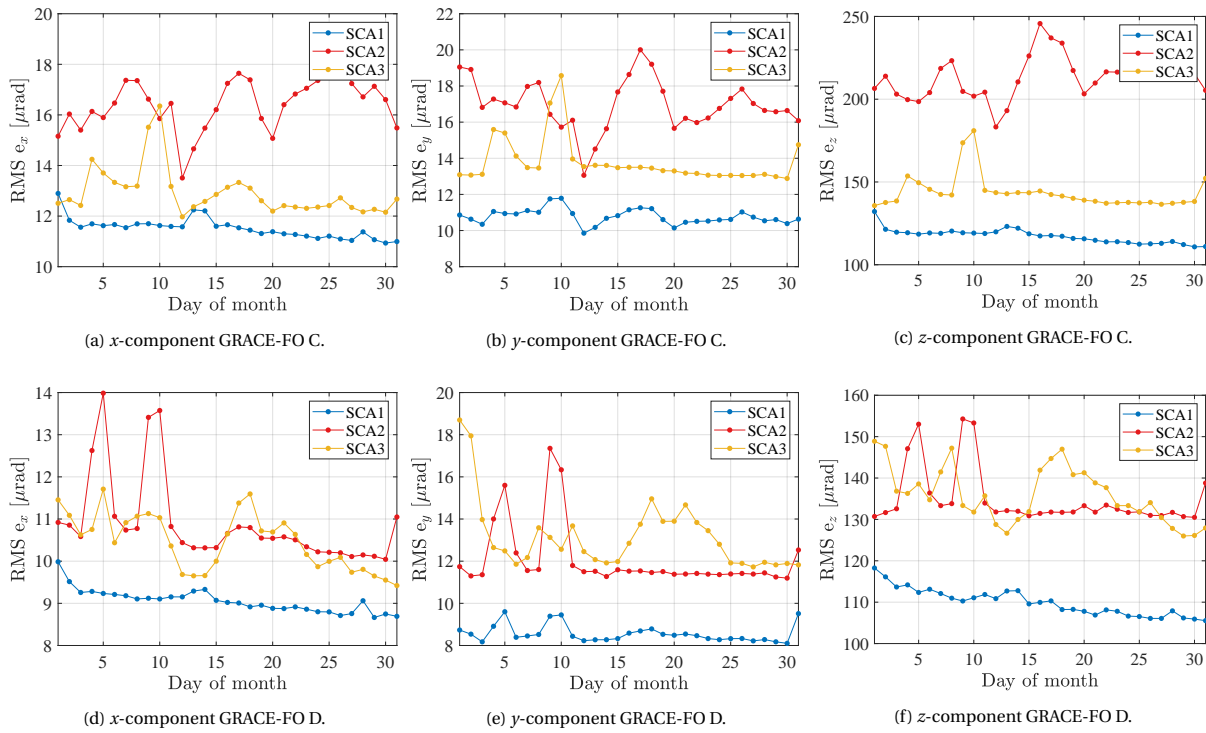 20
18
16
14
12
10
RMS e_x [μrad]
5 10 15 20 25 30
Day of month
SCA1
SCA2
SCA3
(a) x-component GRACE-FO C.
22
20
18
16
14
12
10
8
RMS e_y [μrad]
5 10 15 20 25 30
Day of month
SCA1
SCA2
SCA3
(b) y-component GRACE-FO C.
250
200
150
100
RMS e_z [μrad]
5 10 15 20 25 30
Day of month
SCA1
SCA2
SCA3
(c) z-component GRACE-FO C.
14
13
12
11
10
9
8
RMS e_x [μrad]
5 10 15 20 25 30
Day of month
SCA1
SCA2
SCA3
(d) x-component GRACE-FO D.
20
18
16
14
12
10
8
RMS e_y [μrad]
5 10 15 20 25 30
Day of month
SCA1
SCA2
SCA3
(e) y-component GRACE-FO D.
160
150
140
130
120
110
100
RMS e_z [μrad]
5 10 15 20 25 30
Day of month
SCA1
SCA2
SCA3
(f) z-component GRACE-FO D.